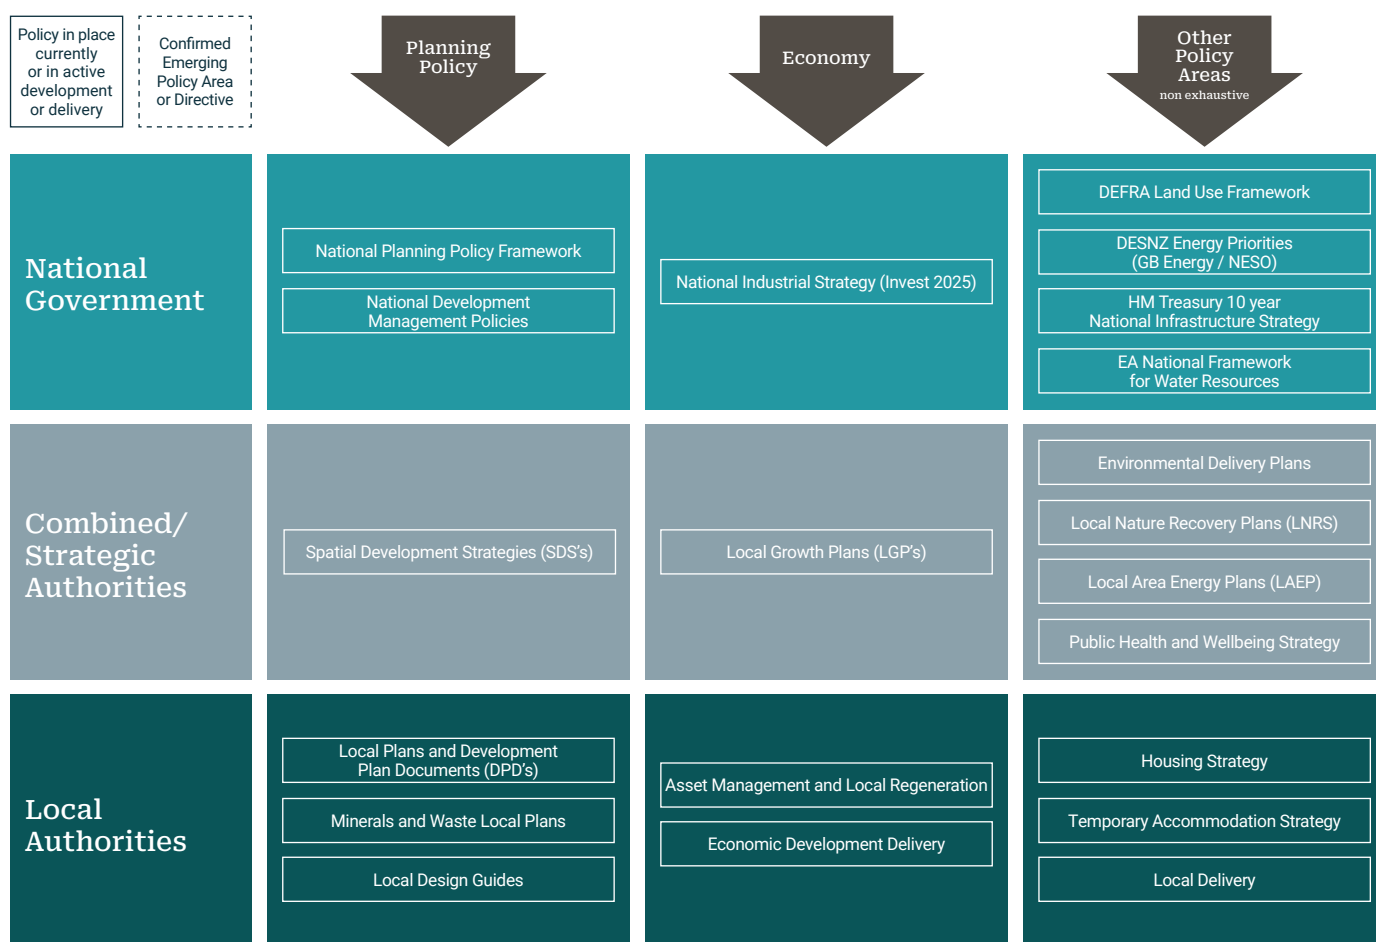 Policy in place
currently
or in active
development
or delivery
Confirmed
Emerging
Policy Area
or Directive
Planning
Policy
Economy
Other
Policy
Areas
non exhaustive
National
Government
National Planning Policy Framework
National Development
Management Policies
National Industrial Strategy (Invest 2025)
DEFRA Land Use Framework
DESNZ Energy Priorities
(GB Energy / NESO)
HM Treasury 10 year
National Infrastructure Strategy
EA National Framework
for Water Resources
Combined/
Strategic
Authorities
Spatial Development Strategies (SDS's)
Local Growth Plans (LGP's)
Environmental Delivery Plans
Local Nature Recovery Plans (LNRS)
Local Area Energy Plans (LAEP)
Public Health and Wellbeing Strategy
Local
Authorities
Local Plans and Development
Plan Documents (DPD's)
Minerals and Waste Local Plans
Local Design Guides
Asset Management and Local Regeneration
Economic Development Delivery
Housing Strategy
Temporary Accommodation Strategy
Local Delivery